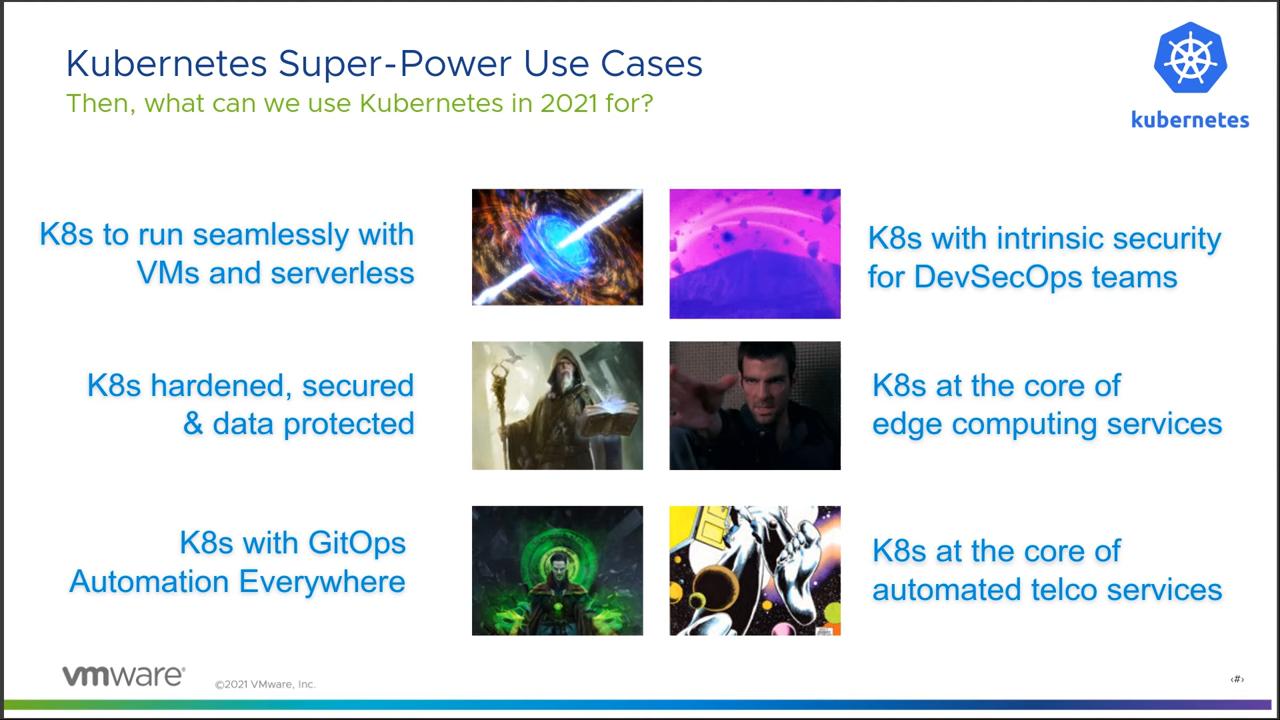 Kubernetes Super-Power Use Cases
Then, what can we use Kubernetes in 2021 for?
kubernetes
K8s to run seamlessly with
VMs and serverless
K8s with intrinsic security
for DevSecOps teams
K8s hardened, secured
& data protected
K8s at the core of
edge computing services
K8s with GitOps
Automation Everywhere
K8s at the core of
automated telco services
vmware®
©2021 VMware, Inc.
‹#›